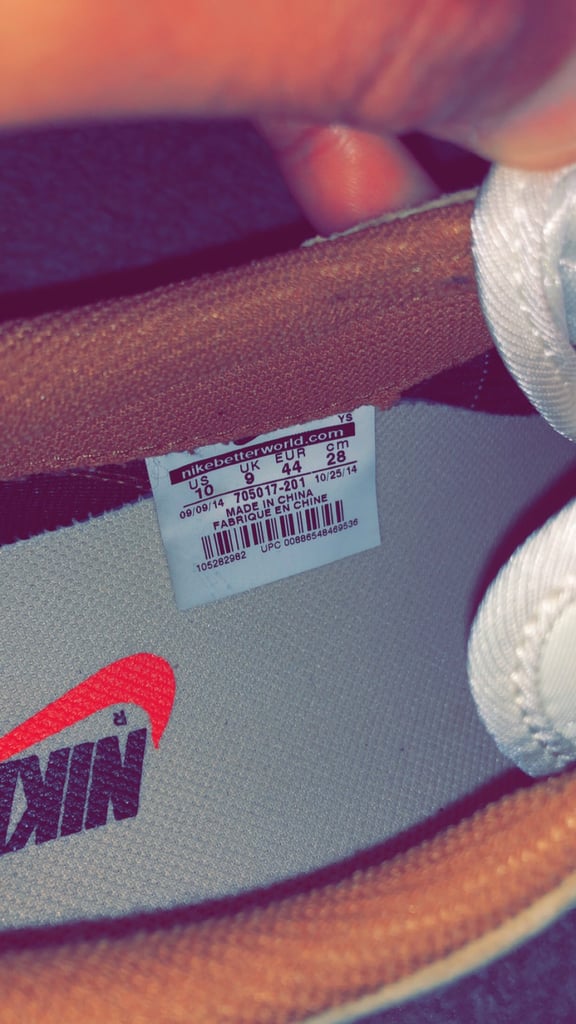 YS
nikebetterworld.com
US UK EUR cm
10 9 44 28
09/09/14 705017-201 10/25/14
MADE IN CHINA
FABRIQUE EN CHINE
105282982 UPC 00886548469536
NIKE
R